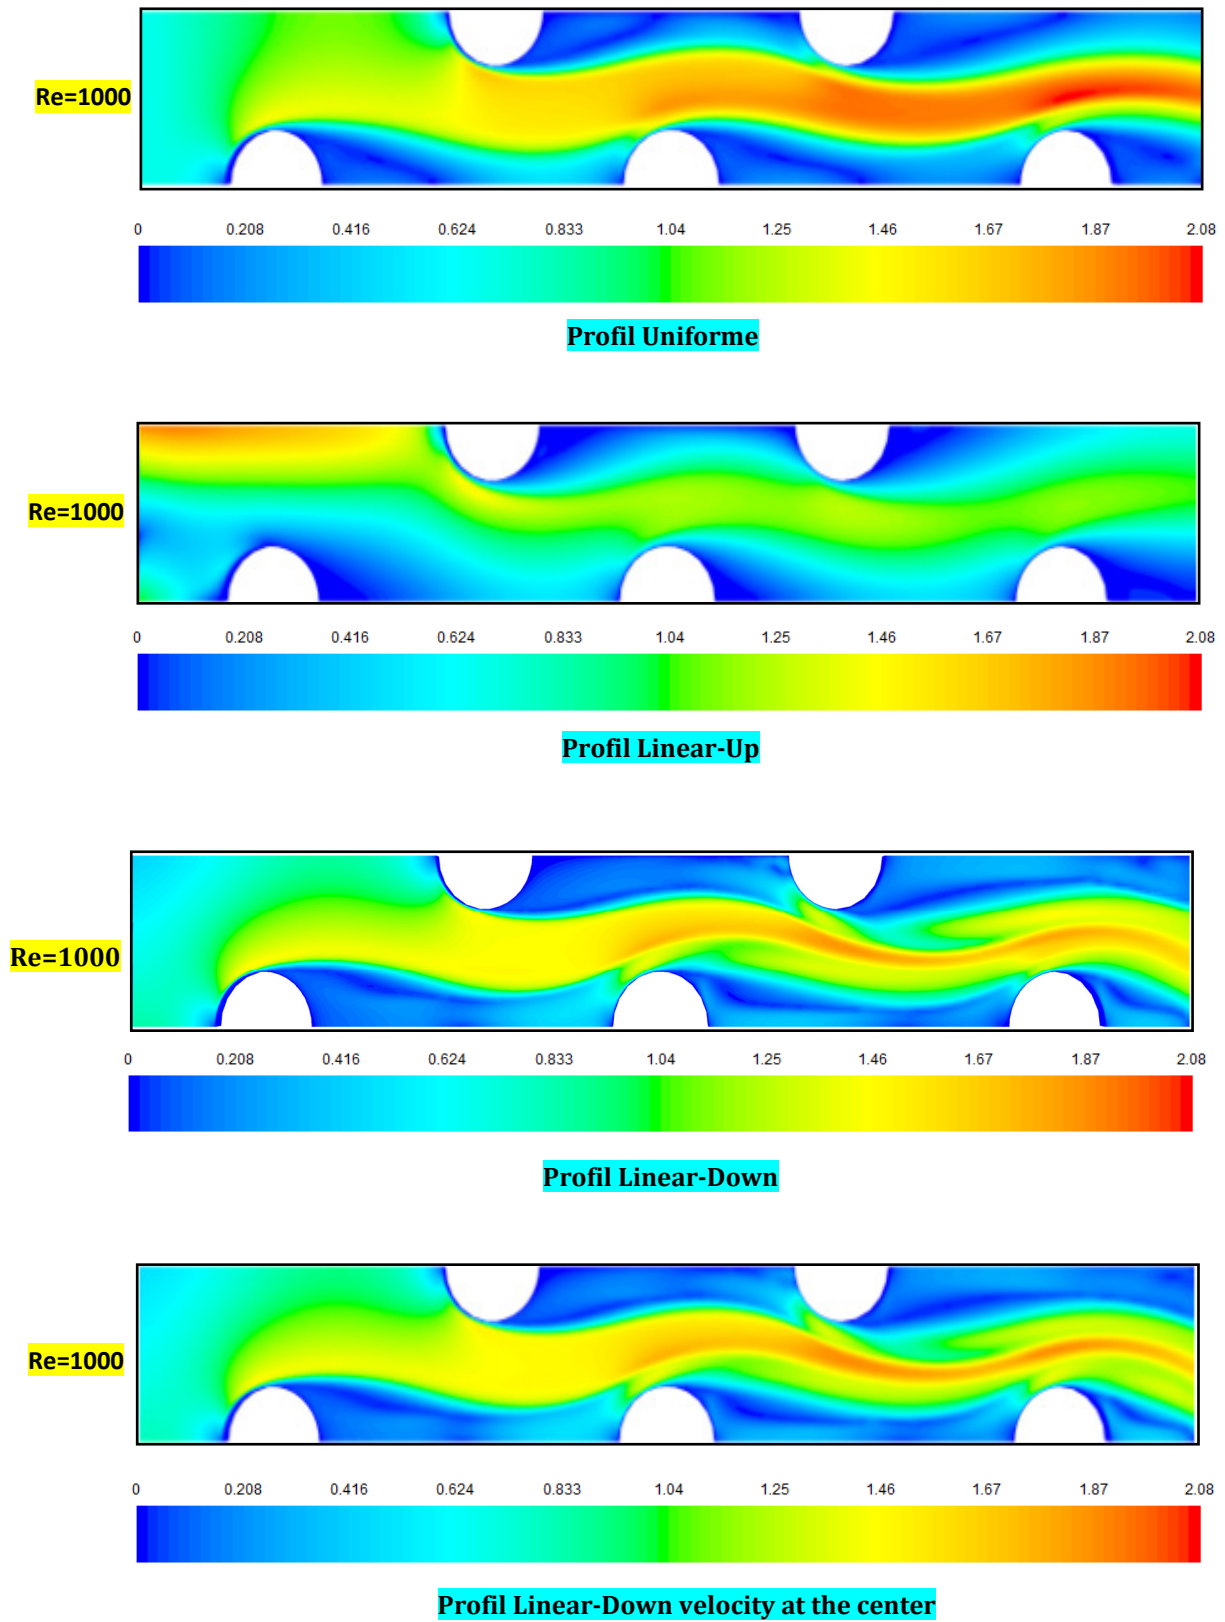 Re=1000
0 0.208 0.416 0.624 0.833 1.04 1.25 1.46 1.67 1.87 2.08
Profil Uniforme
Re=1000
0 0.208 0.416 0.624 0.833 1.04 1.25 1.46 1.67 1.87 2.08
Profil Linear-Up
Re=1000
0 0.208 0.416 0.624 0.833 1.04 1.25 1.46 1.67 1.87 2.08
Profil Linear-Down
Re=1000
0 0.208 0.416 0.624 0.833 1.04 1.25 1.46 1.67 1.87 2.08
Profil Linear-Down velocity at the center